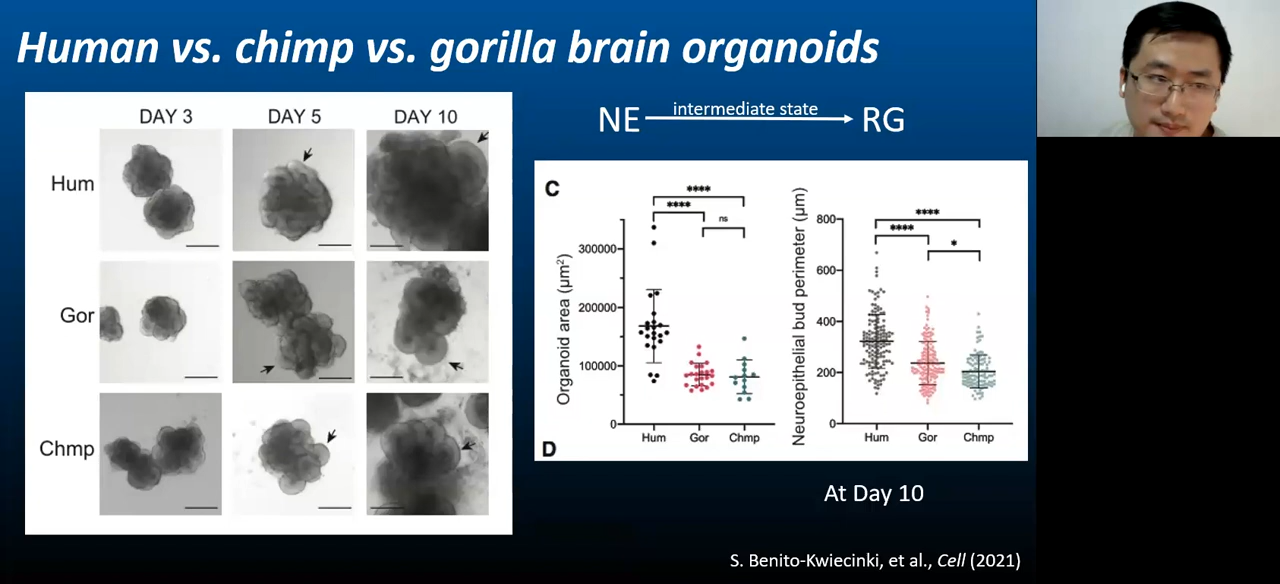 Human vs. chimp vs. gorilla brain organoids
DAY 3 DAY 5 DAY 10
Hum
Gor
Chmp
NE intermediate state RG
C
Organoid area (µm²)
300000
200000
100000
0
**** 
****
ns
Hum Gor Chmp
D
Neuroepithelial bud perimeter (µm)
800
600
400
200
0
****
****
*
Hum Gor Chmp
At Day 10
S. Benito-Kwiecinki, et al., Cell (2021)